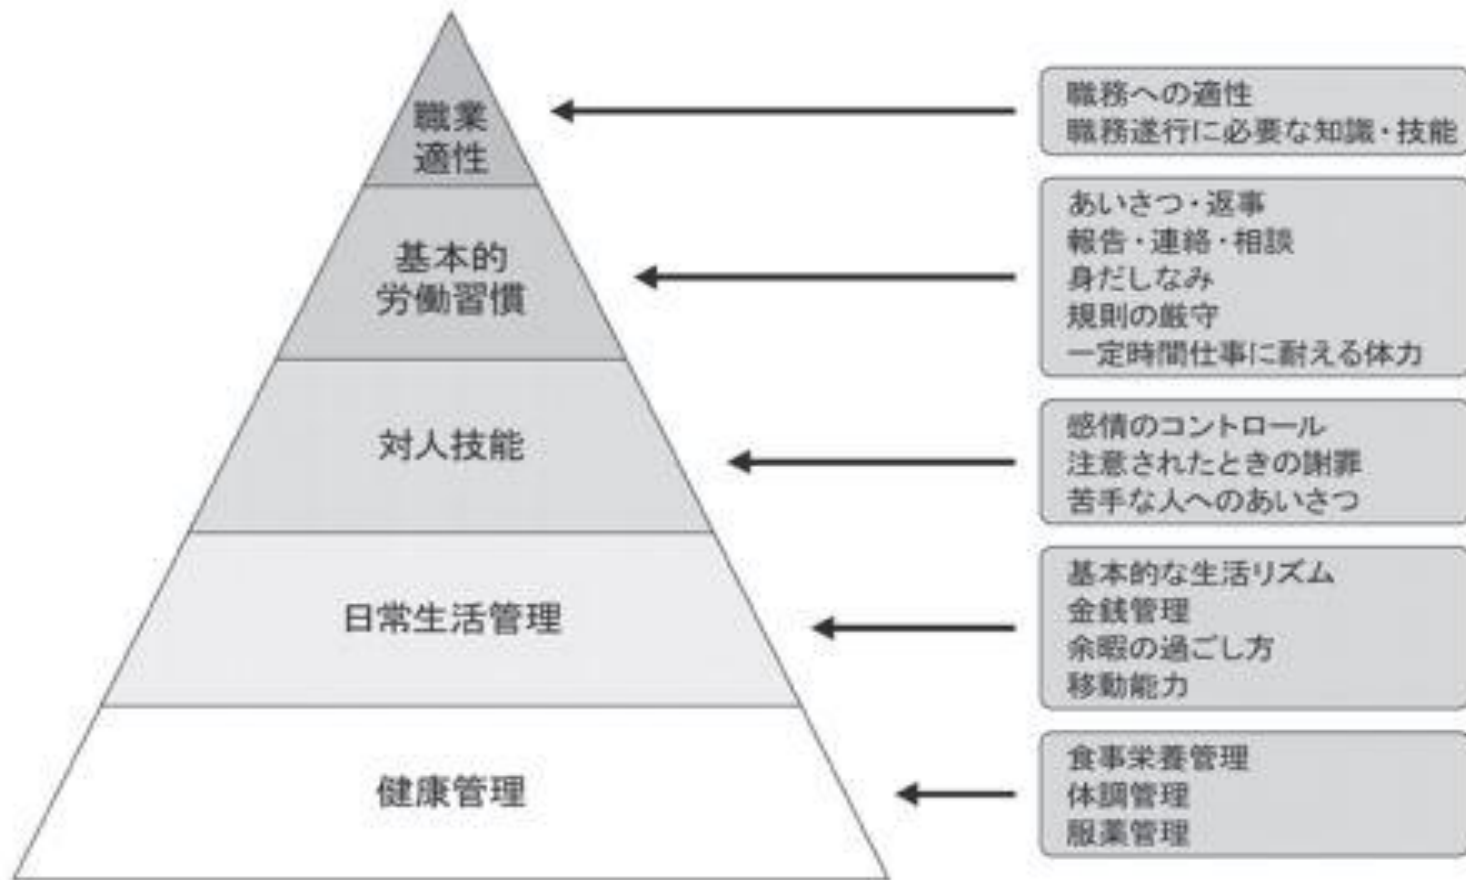 職業
適性
職務への適性
職務遂行に必要な知識・技能
基本的
労働習慣
あいさつ・返事
報告・連絡・相談
身だしなみ
規則の厳守
一定時間仕事に耐える体力
対人技能
感情のコントロール
注意されたときの謝罪
苦手な人へのあいさつ
日常生活管理
基本的な生活リズム
金銭管理
余暇の過ごし方
移動能力
健康管理
食事栄養管理
体調管理
服薬管理